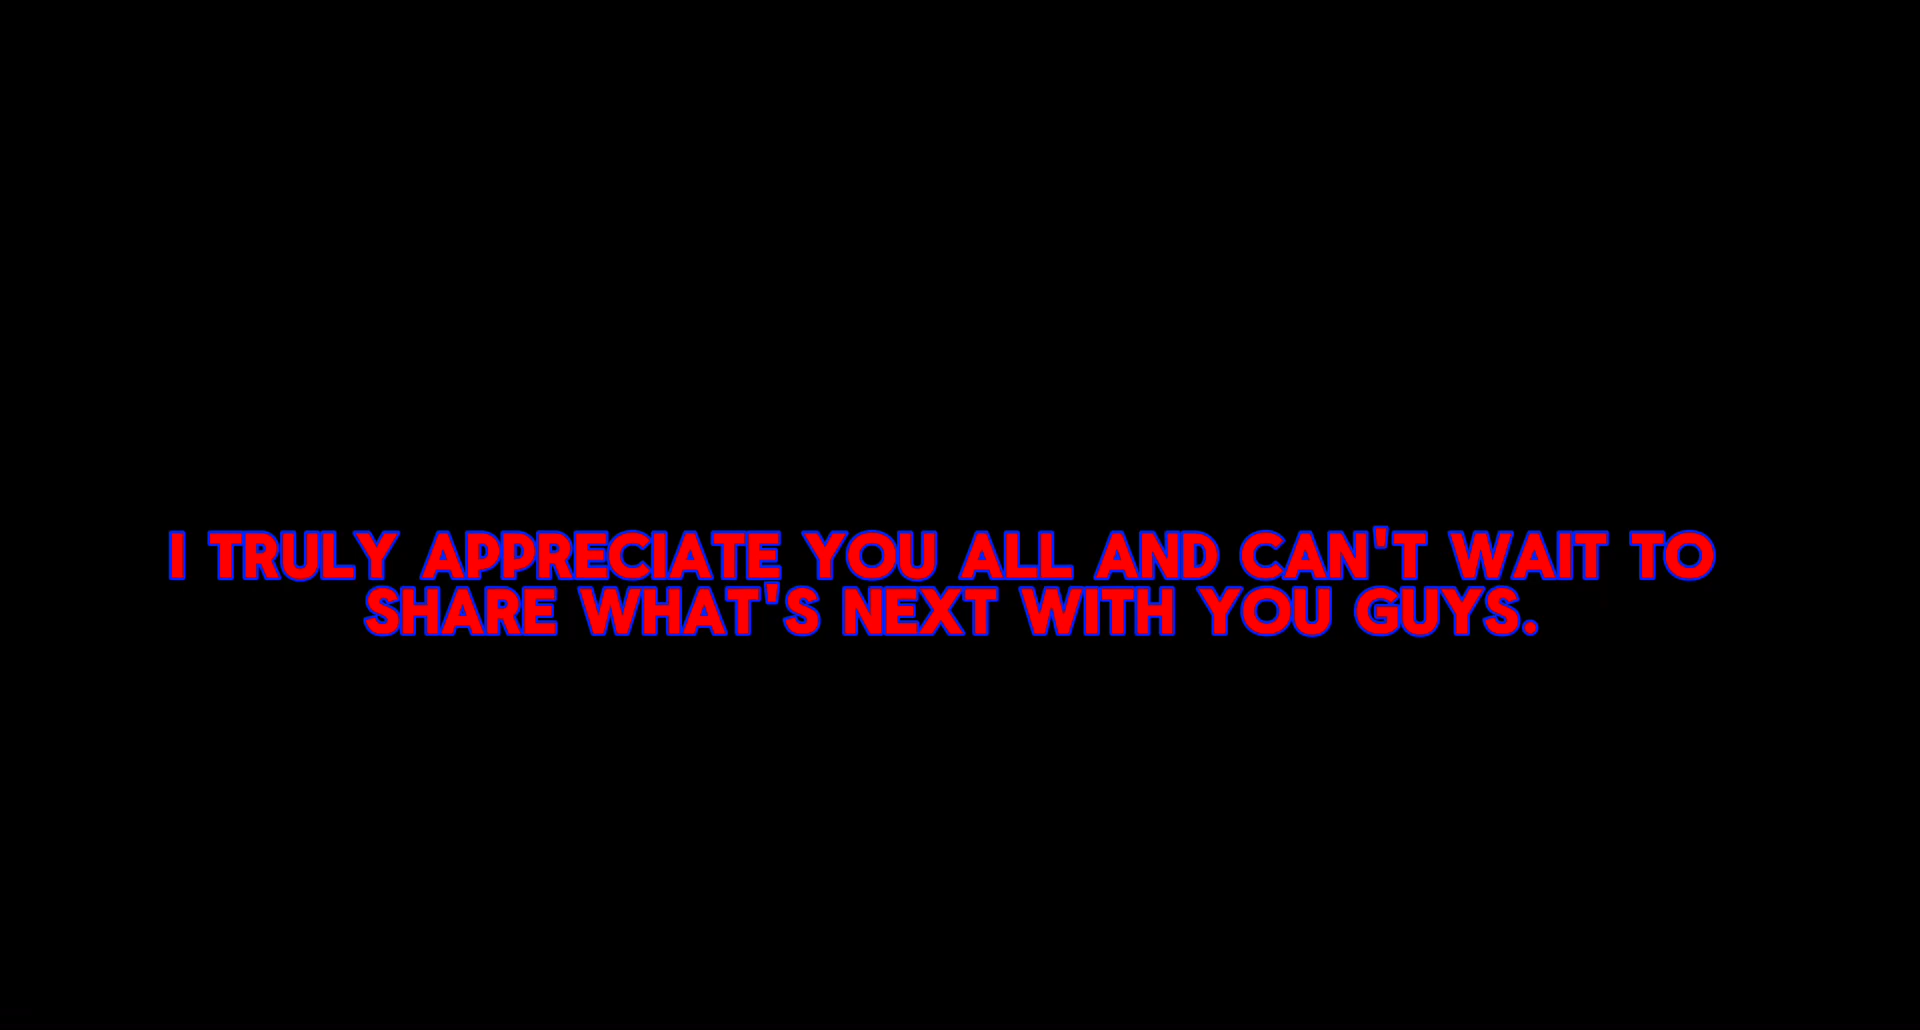 I TRULY APPRECIATE YOU ALL AND CAN'T WAIT TO
SHARE WHAT'S NEXT WITH YOU GUYS.